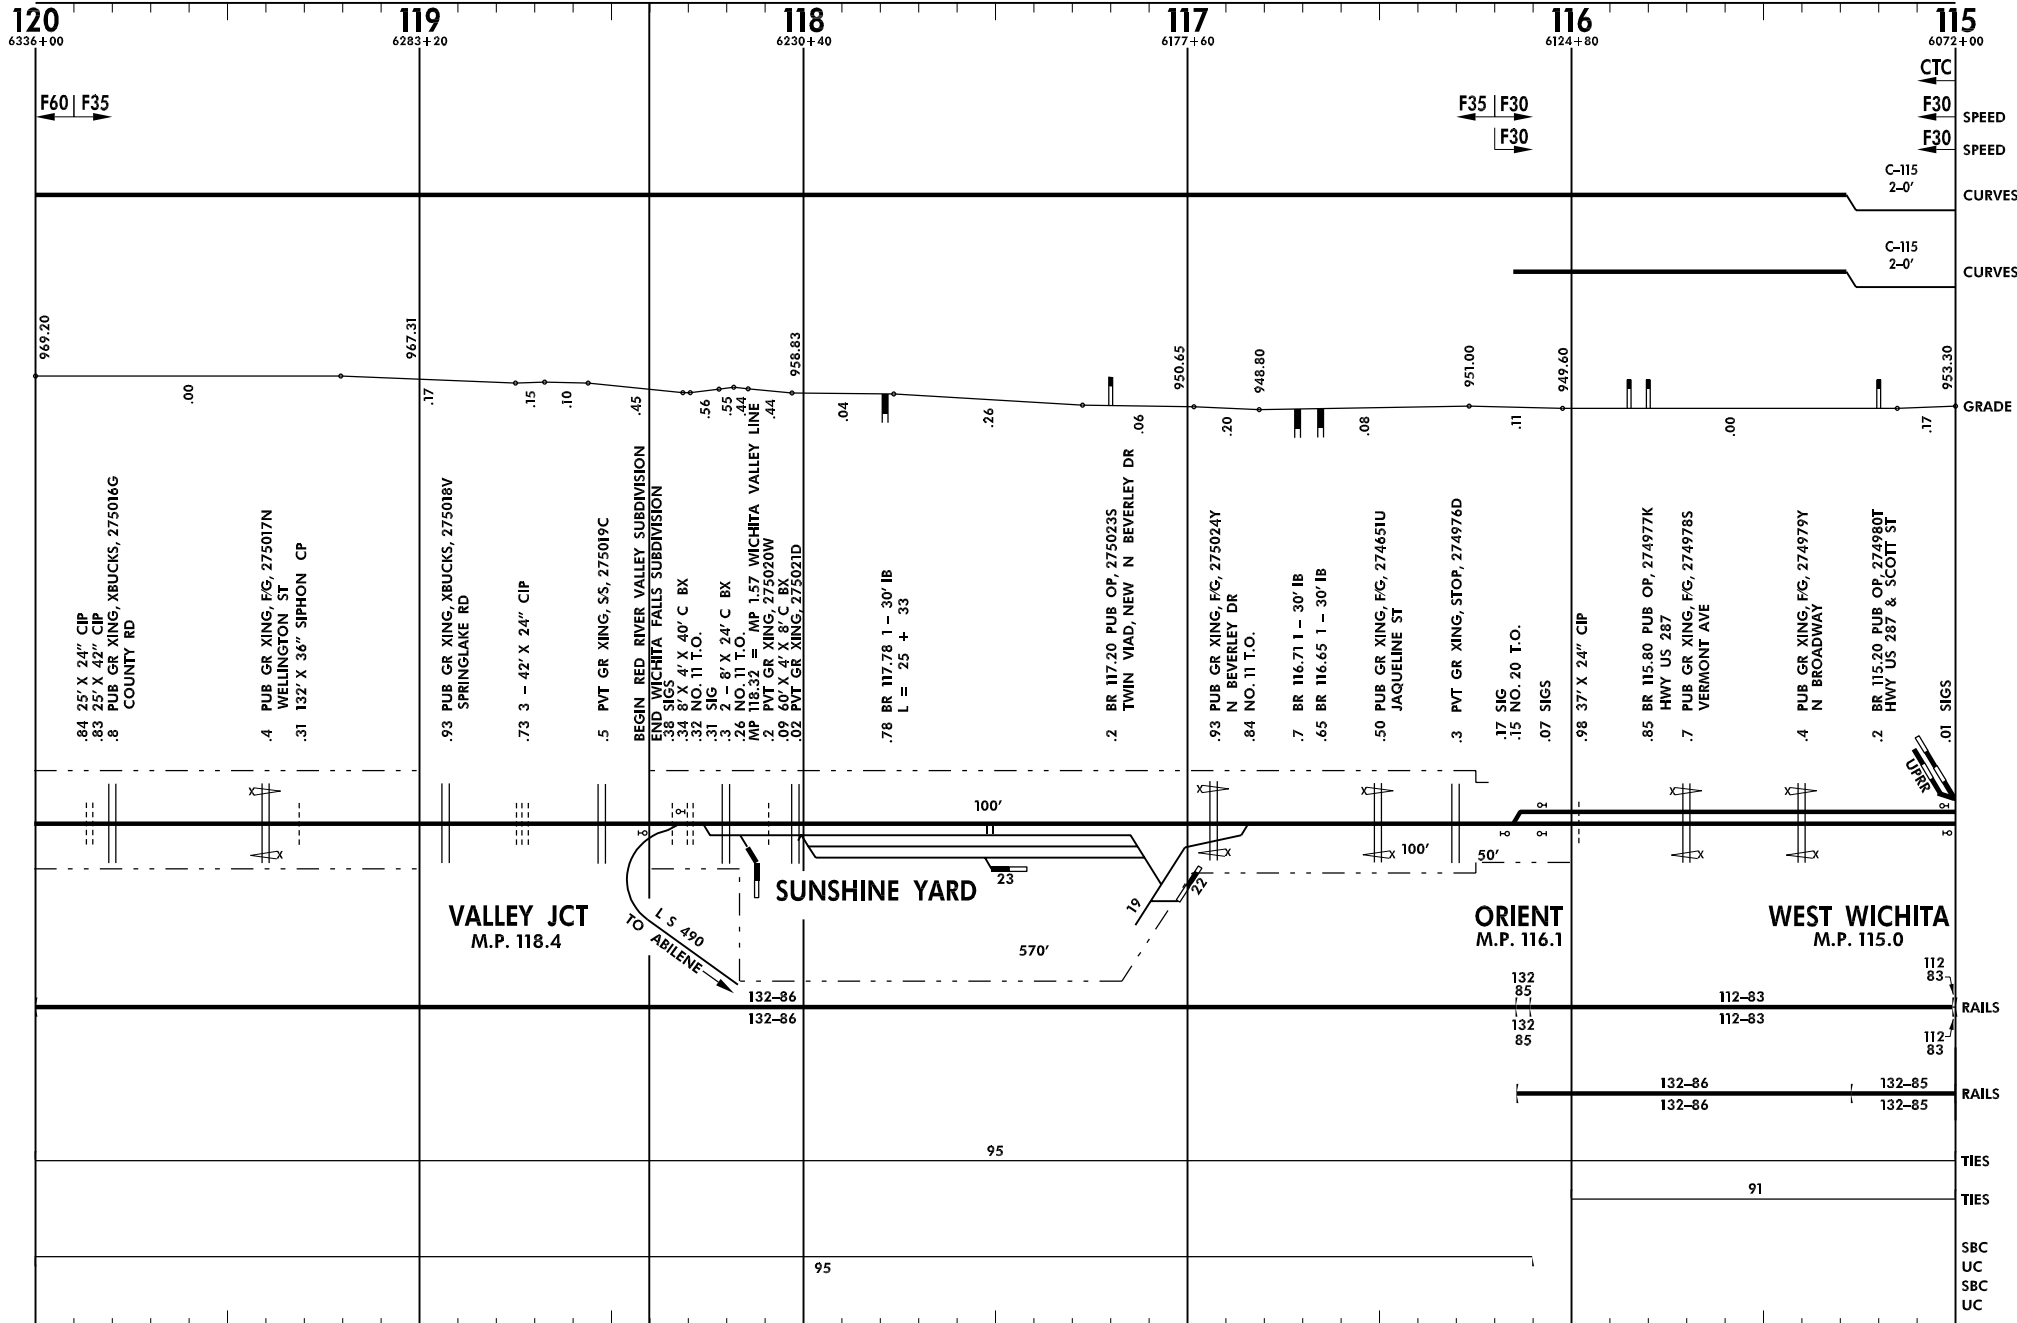 120 119 118 117 116 115
6336+00 6283+20 6230+40 6177+60 6124+80 6072+00
CTC
F60 F35 F35 F30 F30 SPEED
F30 F30 SPEED
C-115
2-0'
CURVES
C-115
2-0'
CURVES
969.20
967.31
958.83
950.65
948.80
951.00
949.60
953.30
GRADE
.00
.17
.15
.10
.45
.56
.55
.44
.44
.04
.26
.06
.20
.08
.11
.00
.17
.84 25' X 24" CIP
.83 25' X 42" CIP
.8 PUB GR XING, XBUCKS, 275016G
COUNTY RD
.4 PUB GR XING, F/G, 275017N
WELLINGTON ST
.31 132' X 36" SIPHON CP
.93 PUB GR XING, XBUCKS, 275018V
SPRINGLAKE RD
.73 3 - 42' X 24" CIP
.5 PVT GR XING, S/S, 275019C
BEGIN RED RIVER VALLEY SUBDIVISION
END WICHITA FALLS SUBDIVISION
.38 SIGS
.34 8' X 4' X 40' C BX
.32 NO. 11 T.O.
.31 SIG
.3 2 - 8' X 24' C BX
.26 NO. 11 T.O.
MP 118.32 = MP 1.57 WICHITA VALLEY LINE
.2 PVT GR XING, 275020W
.09 60' X 4' X 8' C BX
.02 PVT GR XING, 275021D
.78 BR 117.78 1 - 30' IB
L = 25 + 33
.2 BR 117.20 PUB OP, 275023S
TWIN VIAD, NEW N BEVERLEY DR
.93 PUB GR XING, F/G, 275024Y
N BEVERLEY DR
.84 NO. 11 T.O.
.7 BR 116.71 1 - 30' IB
.65 BR 116.65 1 - 30' IB
.50 PUB GR XING, F/G, 274651U
JAQUELINE ST
.3 PVT GR XING, STOP, 274976D
.17 SIG
.15 NO. 20 T.O.
.07 SIGS
.98 37' X 24" CIP
.85 BR 115.80 PUB OP, 274977K
HWY US 287
.7 PUB GR XING, F/G, 274978S
VERMONT AVE
.4 PUB GR XING, F/G, 274979Y
N BROADWAY
.2 BR 115.20 PUB OP, 274980T
HWY US 287 & SCOTT ST
.01 SIGS
UPRR
X X X X X
100'
X X X X X
100' 50'
23
22
19
SUNSHINE YARD
VALLEY JCT
M.P. 118.4
L S 490
TO ABILENE
570'
ORIENT
M.P. 116.1
WEST WICHITA
M.P. 115.0
132-86
132
85
112-83
112
83
RAILS
132-86
132
85
112-83
112
83
132-86 132-85
RAILS
132-86 132-85
95
TIES
91
TIES
95
SBC
UC
SBC
UC